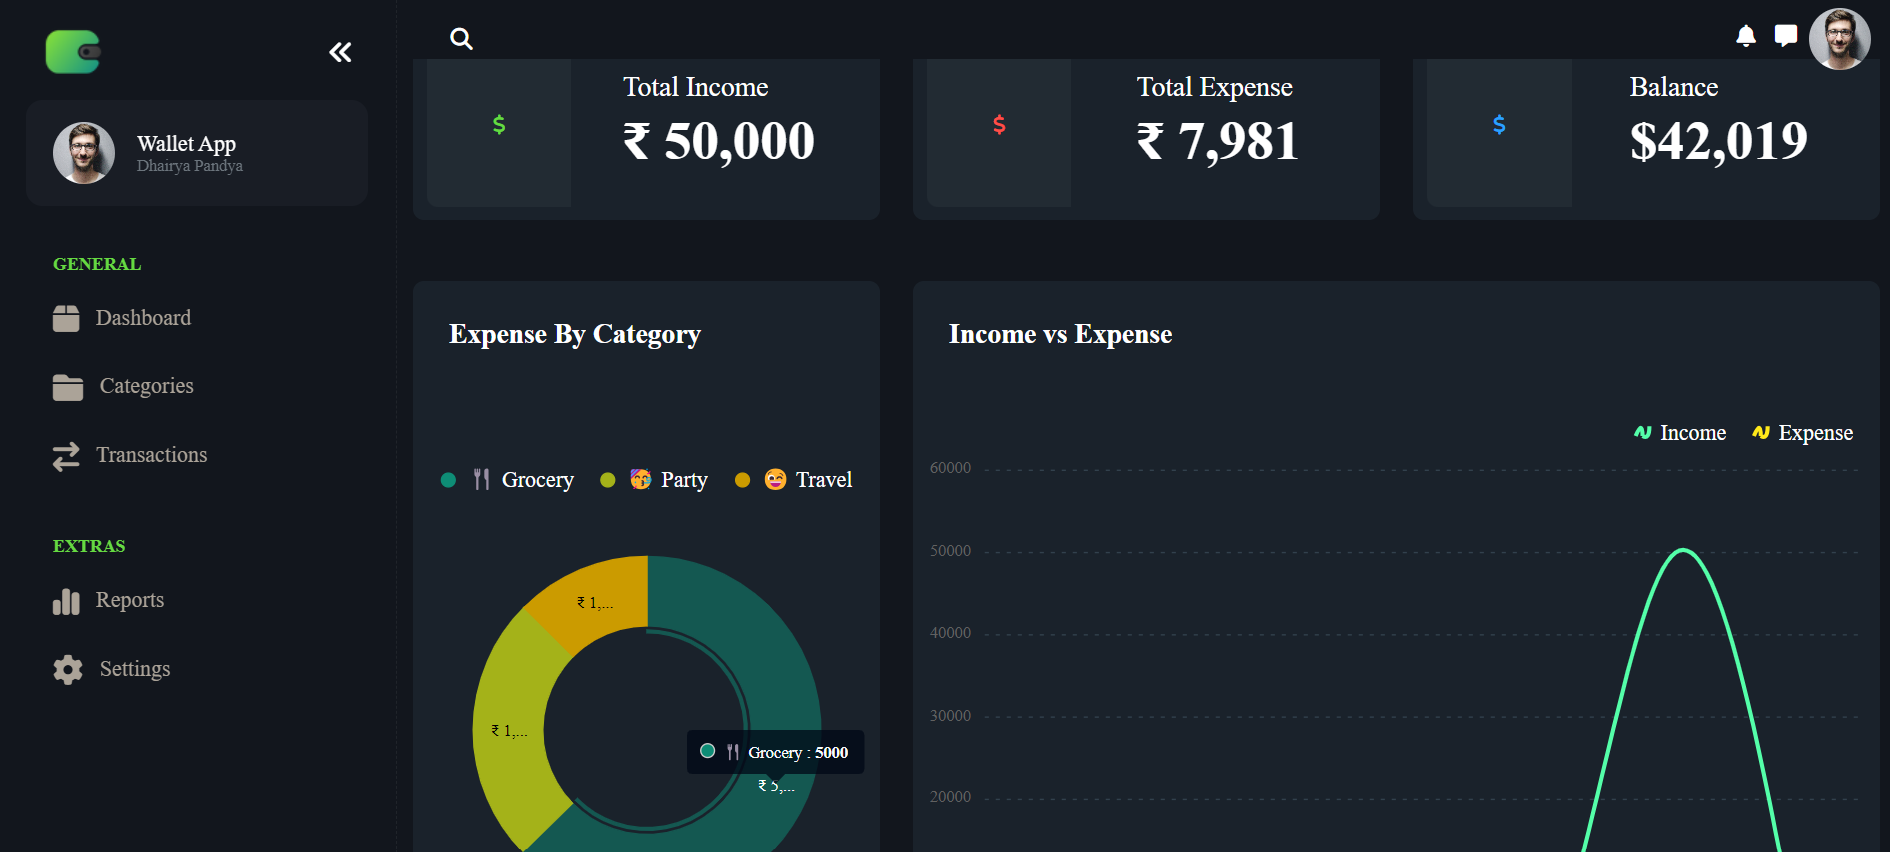 Wallet App
Dhairya Pandya
GENERAL
Dashboard
Categories
Transactions
EXTRAS
Reports
Settings
$
Total Income
₹ 50,000
$
Total Expense
₹ 7,981
$
Balance
$42,019
Expense By Category
🍴 Grocery
🥳 Party
😄 Travel
₹ 1,...
₹ 1,...
🍴 Grocery : 5000
₹ 5,...
Income vs Expense
Income
Expense
60000
50000
40000
30000
20000